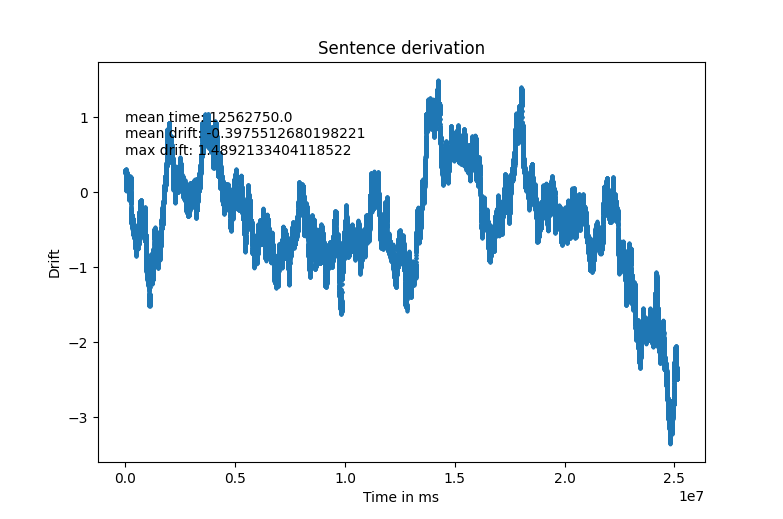 Sentence derivation
mean time: 12562750.0
mean drift: -0.3975512680198221
max drift: 1.4892133404118522
1
0
−1
−2
−3
Drift
0.0 0.5 1.0 1.5 2.0 2.5
1e7
Time in ms